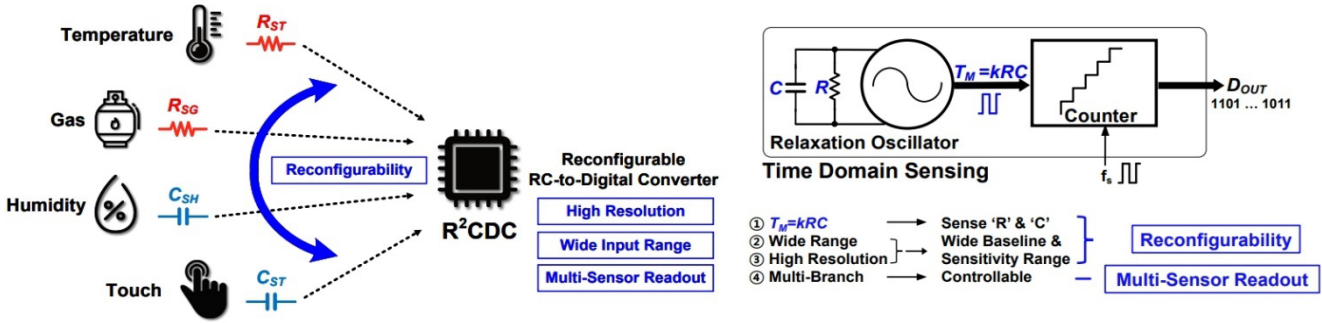 Temperature
R_ST
Gas
R_SG
Reconfigurability
Humidity
%
C_SH
Touch
C_ST
R²CDC
Reconfigurable
RC-to-Digital Converter
High Resolution
Wide Input Range
Multi-Sensor Readout
C
R
T_M=kRC
Counter
D_OUT
1101 ... 1011
Relaxation Oscillator
Time Domain Sensing
f_s
① T_M=kRC Sense ‘R’ & ‘C’
② Wide Range Wide Baseline &
③ High Resolution Sensitivity Range
Reconfigurability
④ Multi-Branch Controllable
Multi-Sensor Readout